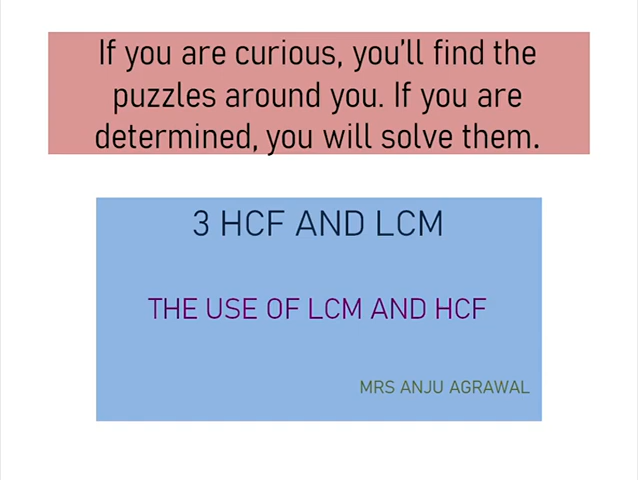 If you are curious, you’ll find the
puzzles around you. If you are
determined, you will solve them.
3 HCF AND LCM
THE USE OF LCM AND HCF
MRS ANJU AGRAWAL